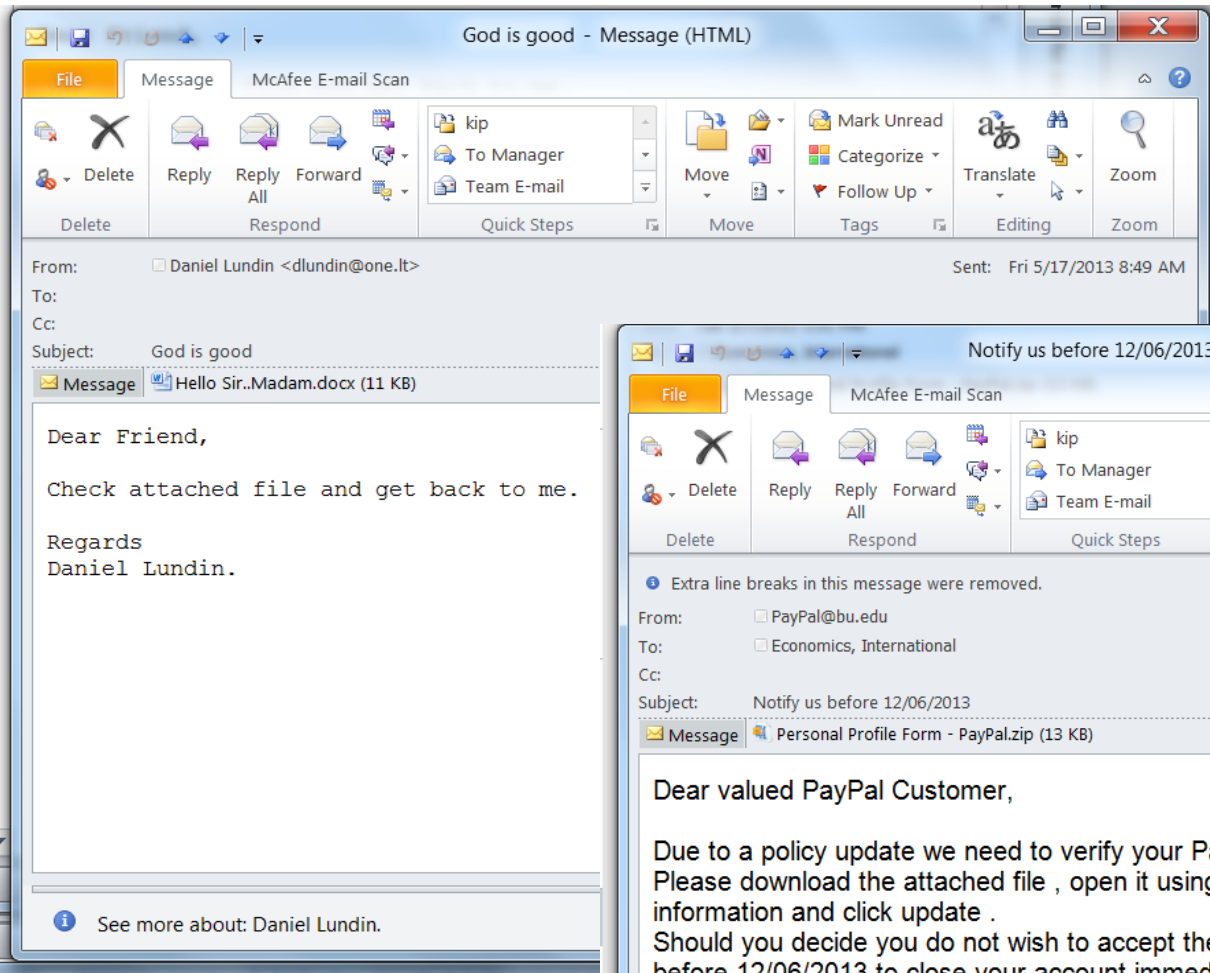 God is good - Message (HTML)
File Message McAfee E-mail Scan
Delete
Reply
Reply All
Forward
kip
To Manager
Team E-mail
Move
Mark Unread
Categorize
Follow Up
Translate
Zoom
Delete Respond Quick Steps Move Tags Editing Zoom
From: Daniel Lundin <dlundin@one.lt> Sent: Fri 5/17/2013 8:49 AM
To:
Cc:
Subject: God is good
Message Hello Sir..Madam.docx (11 KB)
Dear Friend,
Check attached file and get back to me.
Regards
Daniel Lundin.
See more about: Daniel Lundin.
Notify us before 12/06/2013
File Message McAfee E-mail Scan
Delete
Reply
Reply All
Forward
kip
To Manager
Team E-mail
Delete Respond Quick Steps
Extra line breaks in this message were removed.
From: PayPal@bu.edu
To: Economics, International
Cc:
Subject: Notify us before 12/06/2013
Message Personal Profile Form - PayPal.zip (13 KB)
Dear valued PayPal Customer,
Due to a policy update we need to verify your
Please download the attached file , open it using
information and click update .
Should you decide you do not wish to accept the
before 12/06/2013 to close your account